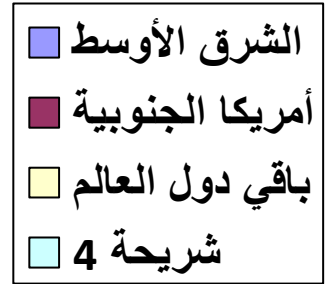 الشرق الأوسط
أمريكا الجنوبية
باقي دول العالم
شريحة 4